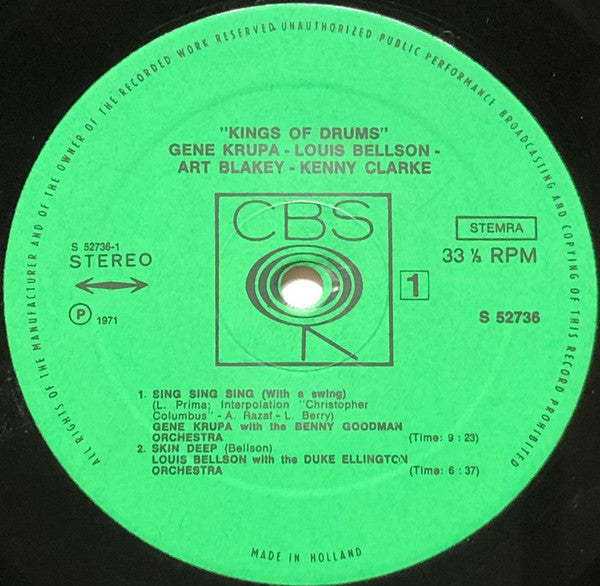 ALL RIGHTS OF THE MANUFACTURER AND OF THE OWNER OF THE RECORDED WORK RESERVED. UNAUTHORIZED PUBLIC PERFORMANCE BROADCASTING AND COPYING OF THIS RECORD PROHIBITED
"KINGS OF DRUMS"
GENE KRUPA - LOUIS BELLSON -
ART BLAKEY - KENNY CLARKE
CBS
STEMRA
33 ⅓ RPM
S 52736-1
STEREO
1
P 1971
S 52736
1. SING SING SING (With a swing)
(L. Prima; Interpolation "Christopher
Columbus" - A. Razaf - L. Berry)
GENE KRUPA with the BENNY GOODMAN
ORCHESTRA (Time: 9 : 23)
2. SKIN DEEP (Bellson)
LOUIS BELLSON with the DUKE ELLINGTON
ORCHESTRA (Time: 6 : 37)
MADE IN HOLLAND